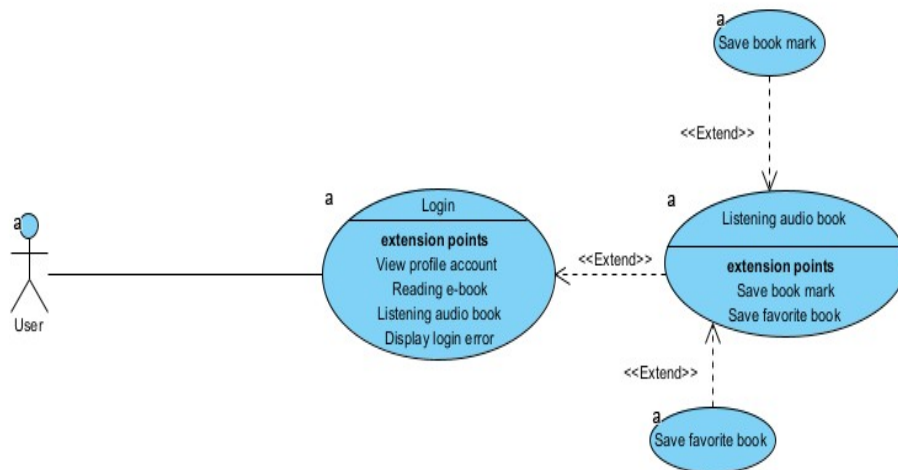 a
Save book mark
<<Extend>>
a
Login
extension points
View profile account
Reading e-book
Listening audio book
Display login error
a
User
<<Extend>>
a
Listening audio book
extension points
Save book mark
Save favorite book
<<Extend>>
a
Save favorite book